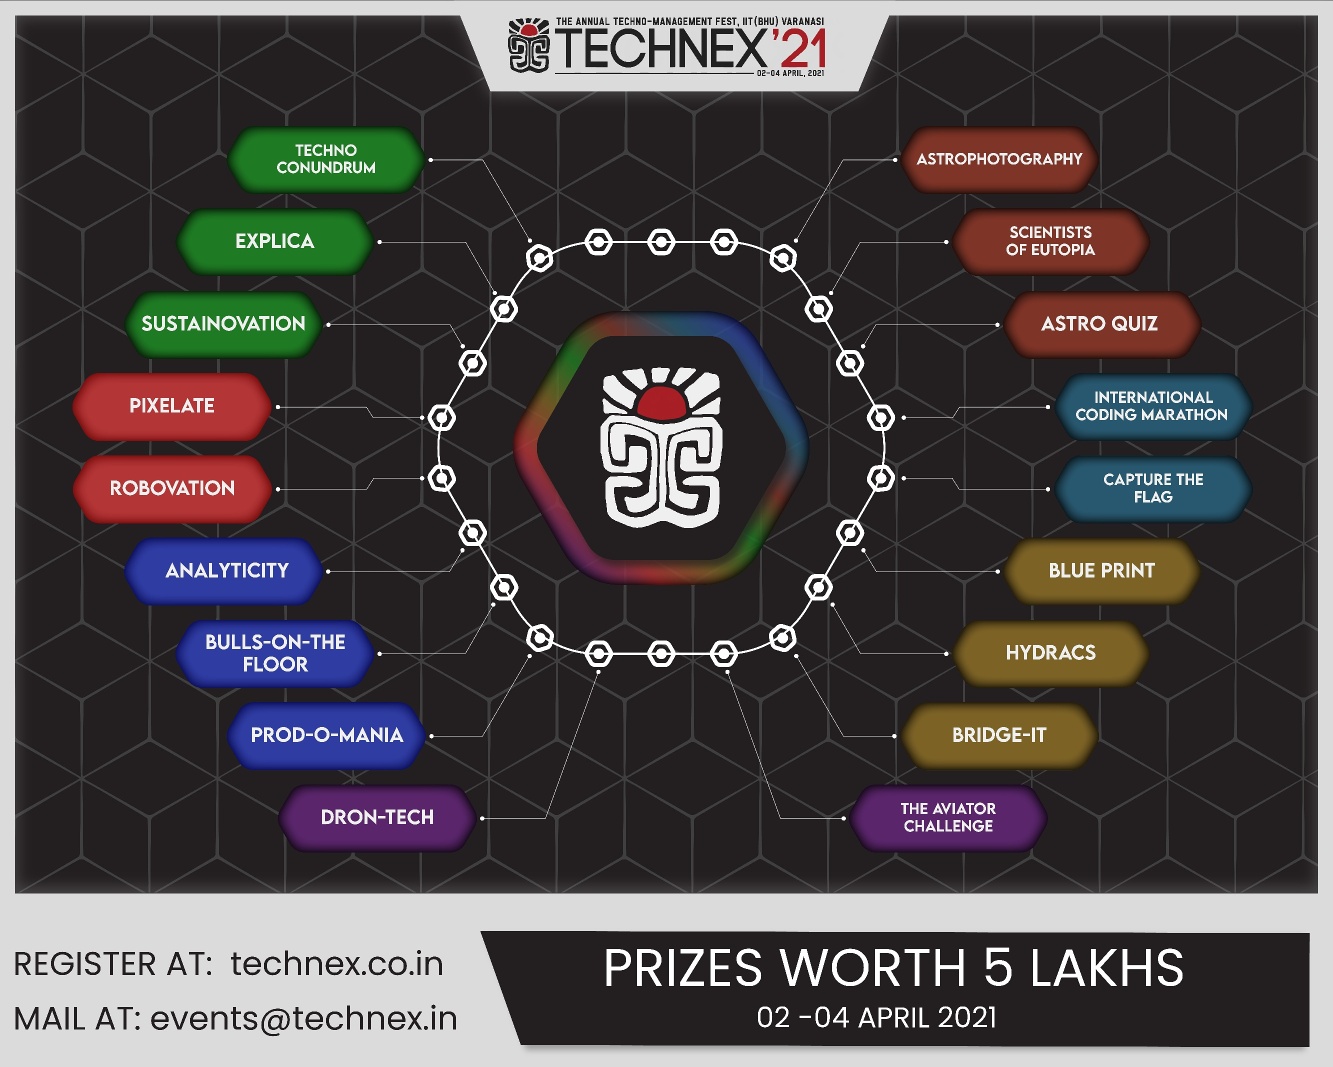 THE ANNUAL TECHNO-MANAGEMENT FEST, IIT(BHU) VARANASI
TECHNEX'21
02-04 APRIL, 2021
TECHNO
CONUNDRUM
EXPLICA
SUSTAINOVATION
PIXELATE
ROBOVATION
ANALYTICITY
BULLS-ON-THE
FLOOR
PROD-O-MANIA
DRON-TECH
ASTROPHOTOGRAPHY
SCIENTISTS
OF EUTOPIA
ASTRO QUIZ
INTERNATIONAL
CODING MARATHON
CAPTURE THE
FLAG
BLUE PRINT
HYDRACS
BRIDGE-IT
THE AVIATOR
CHALLENGE
REGISTER AT: technex.co.in
MAIL AT: events@technex.in
PRIZES WORTH 5 LAKHS
02 -04 APRIL 2021